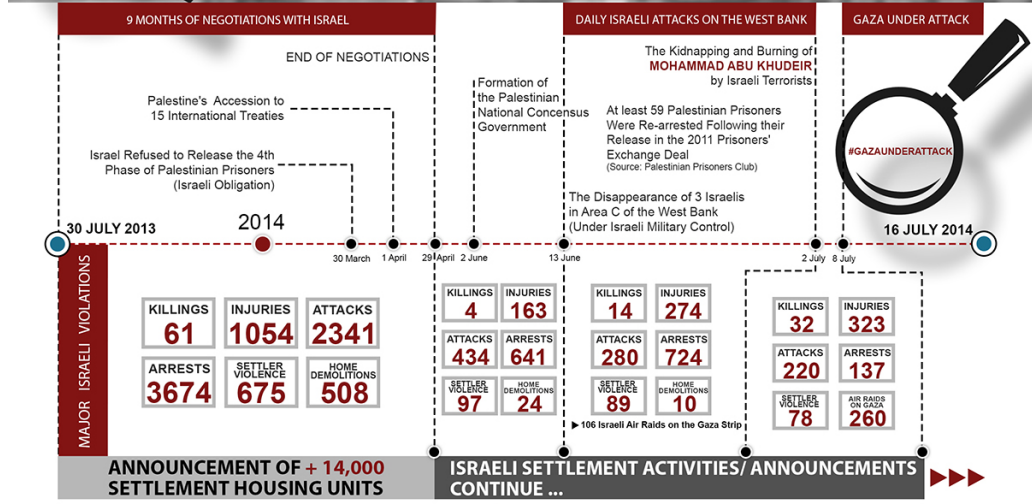 9 MONTHS OF NEGOTIATIONS WITH ISRAEL
DAILY ISRAELI ATTACKS ON THE WEST BANK
GAZA UNDER ATTACK
END OF NEGOTIATIONS
Palestine's Accession to
15 International Treaties
Israel Refused to Release the 4th
Phase of Palestinian Prisoners
(Israeli Obligation)
Formation of
the Palestinian
National Concensus
Government
The Kidnapping and Burning of
MOHAMMAD ABU KHUDEIR
by Israeli Terrorists
At least 59 Palestinian Prisoners
Were Re-arrested Following their
Release in the 2011 Prisoners'
Exchange Deal
(Source: Palestinian Prisoners Club)
The Disappearance of 3 Israelis
in Area C of the West Bank
(Under Israeli Military Control)
#GAZAUNDERATTACK
30 JULY 2013
2014
16 JULY 2014
30 March
1 April
29 April
2 June
13 June
2 July
8 July
MAJOR ISRAELI VIOLATIONS
KILLINGS
61
INJURIES
1054
ATTACKS
2341
ARRESTS
3674
SETTLER
VIOLENCE
675
HOME
DEMOLITIONS
508
KILLINGS
4
INJURIES
163
ATTACKS
434
ARRESTS
641
SETTLER
VIOLENCE
97
HOME
DEMOLITIONS
24
KILLINGS
14
INJURIES
274
ATTACKS
280
ARRESTS
724
SETTLER
VIOLENCE
89
HOME
DEMOLITIONS
10
106 Israeli Air Raids on the Gaza Strip
KILLINGS
32
INJURIES
323
ATTACKS
220
ARRESTS
137
SETTLER
VIOLENCE
78
AIR RAIDS
ON GAZA
260
ANNOUNCEMENT OF + 14,000
SETTLEMENT HOUSING UNITS
ISRAELI SETTLEMENT ACTIVITIES/ ANNOUNCEMENTS
CONTINUE ...